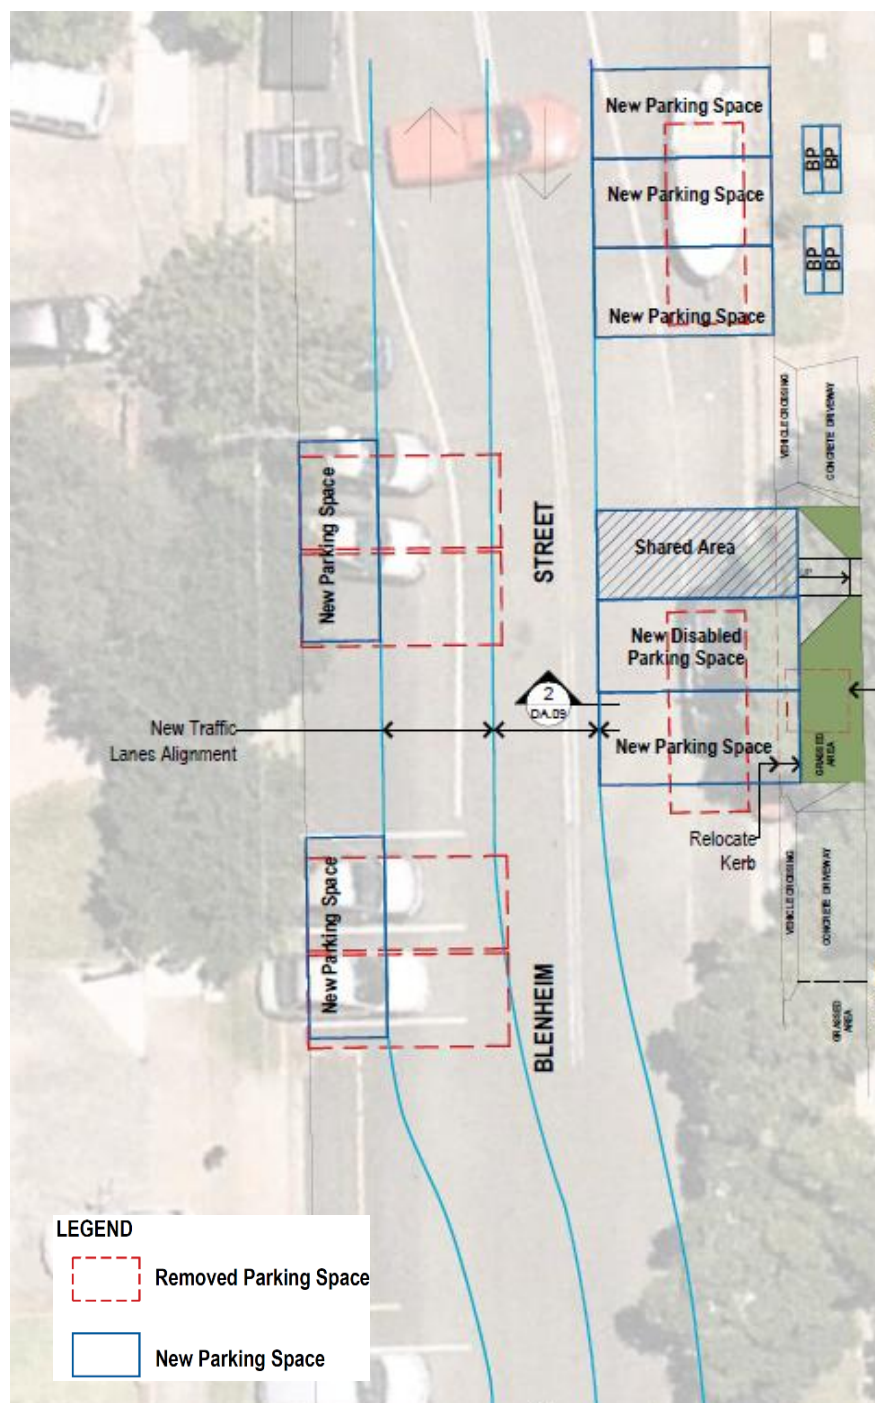 New Parking Space
BP
BP
New Parking Space
BP
BP
New Parking Space
VEHICLE CROSSING
CONCRETE DRIVEWAY
New Parking Space
STREET
Shared Area
New Disabled
Parking Space
2
DA.09
New Traffic
Lanes Alignment
New Parking Space
GRASSED
AREA
Relocate
Kerb
New Parking Space
New Parking Space
VEHICLE CROSSING
CONCRETE DRIVEWAY
BLENHEIM
GRASSED
AREA
LEGEND
Removed Parking Space
New Parking Space